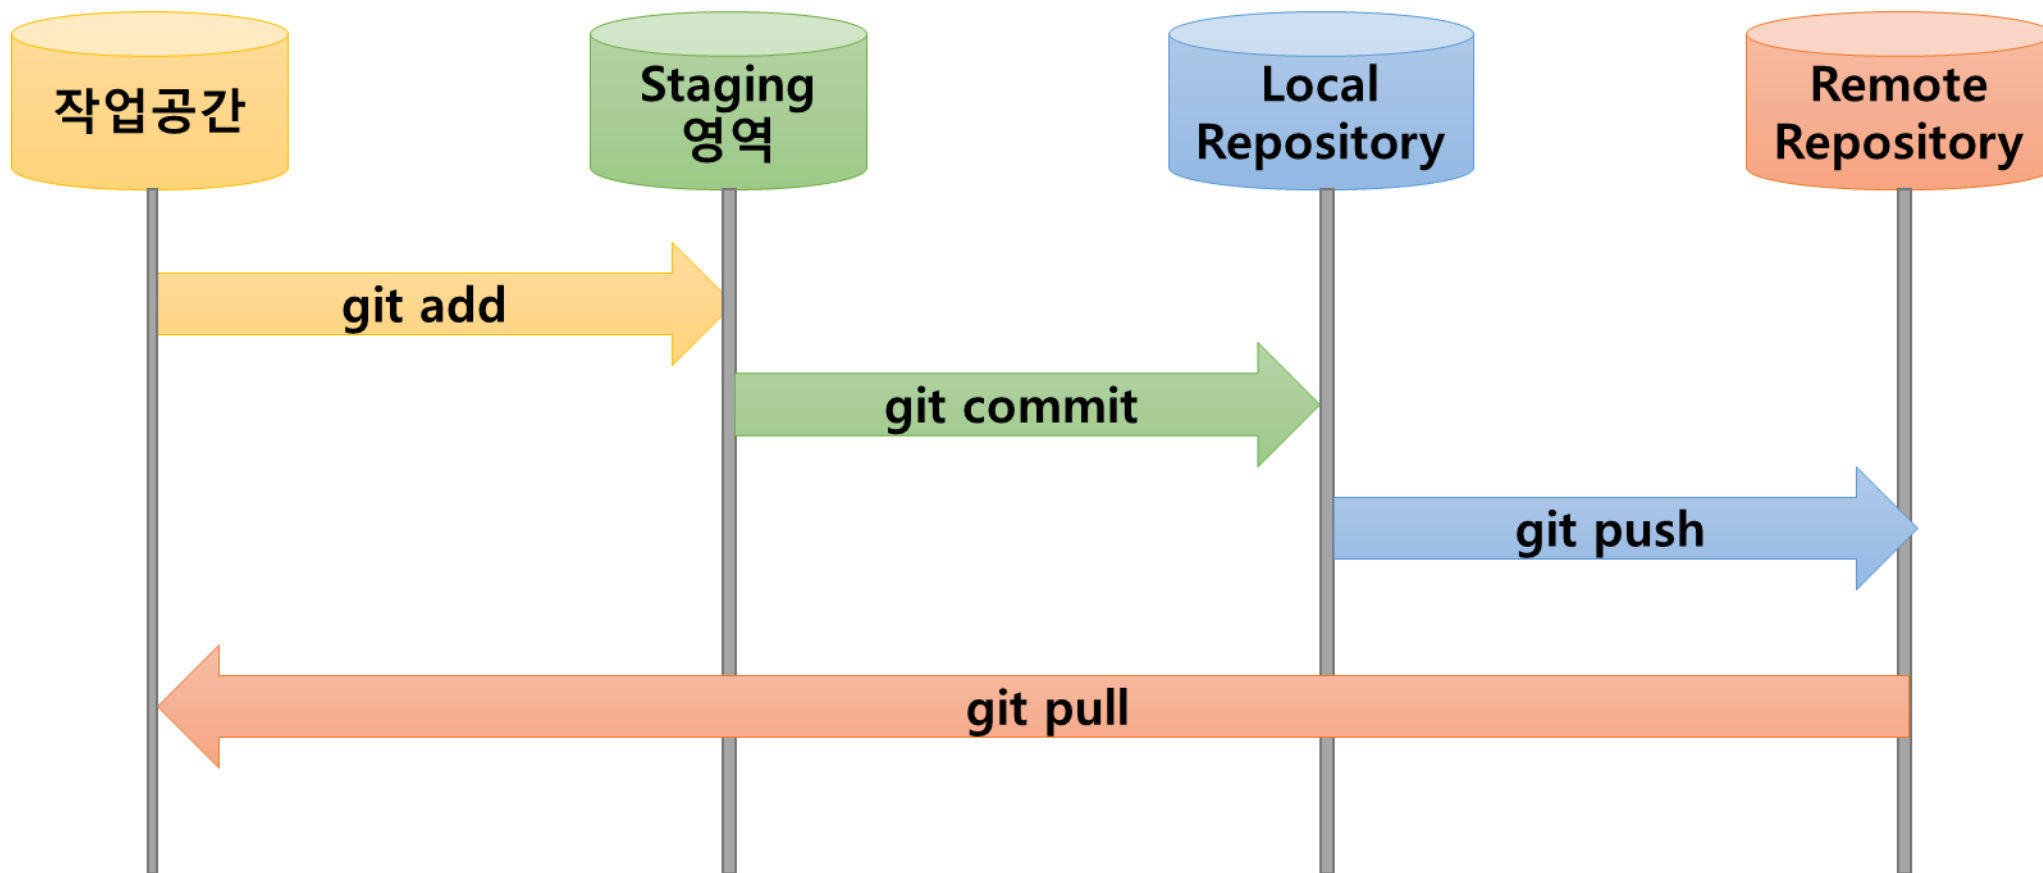 작업공간
Staging
영역
Local
Repository
Remote
Repository
git add
git commit
git push
git pull